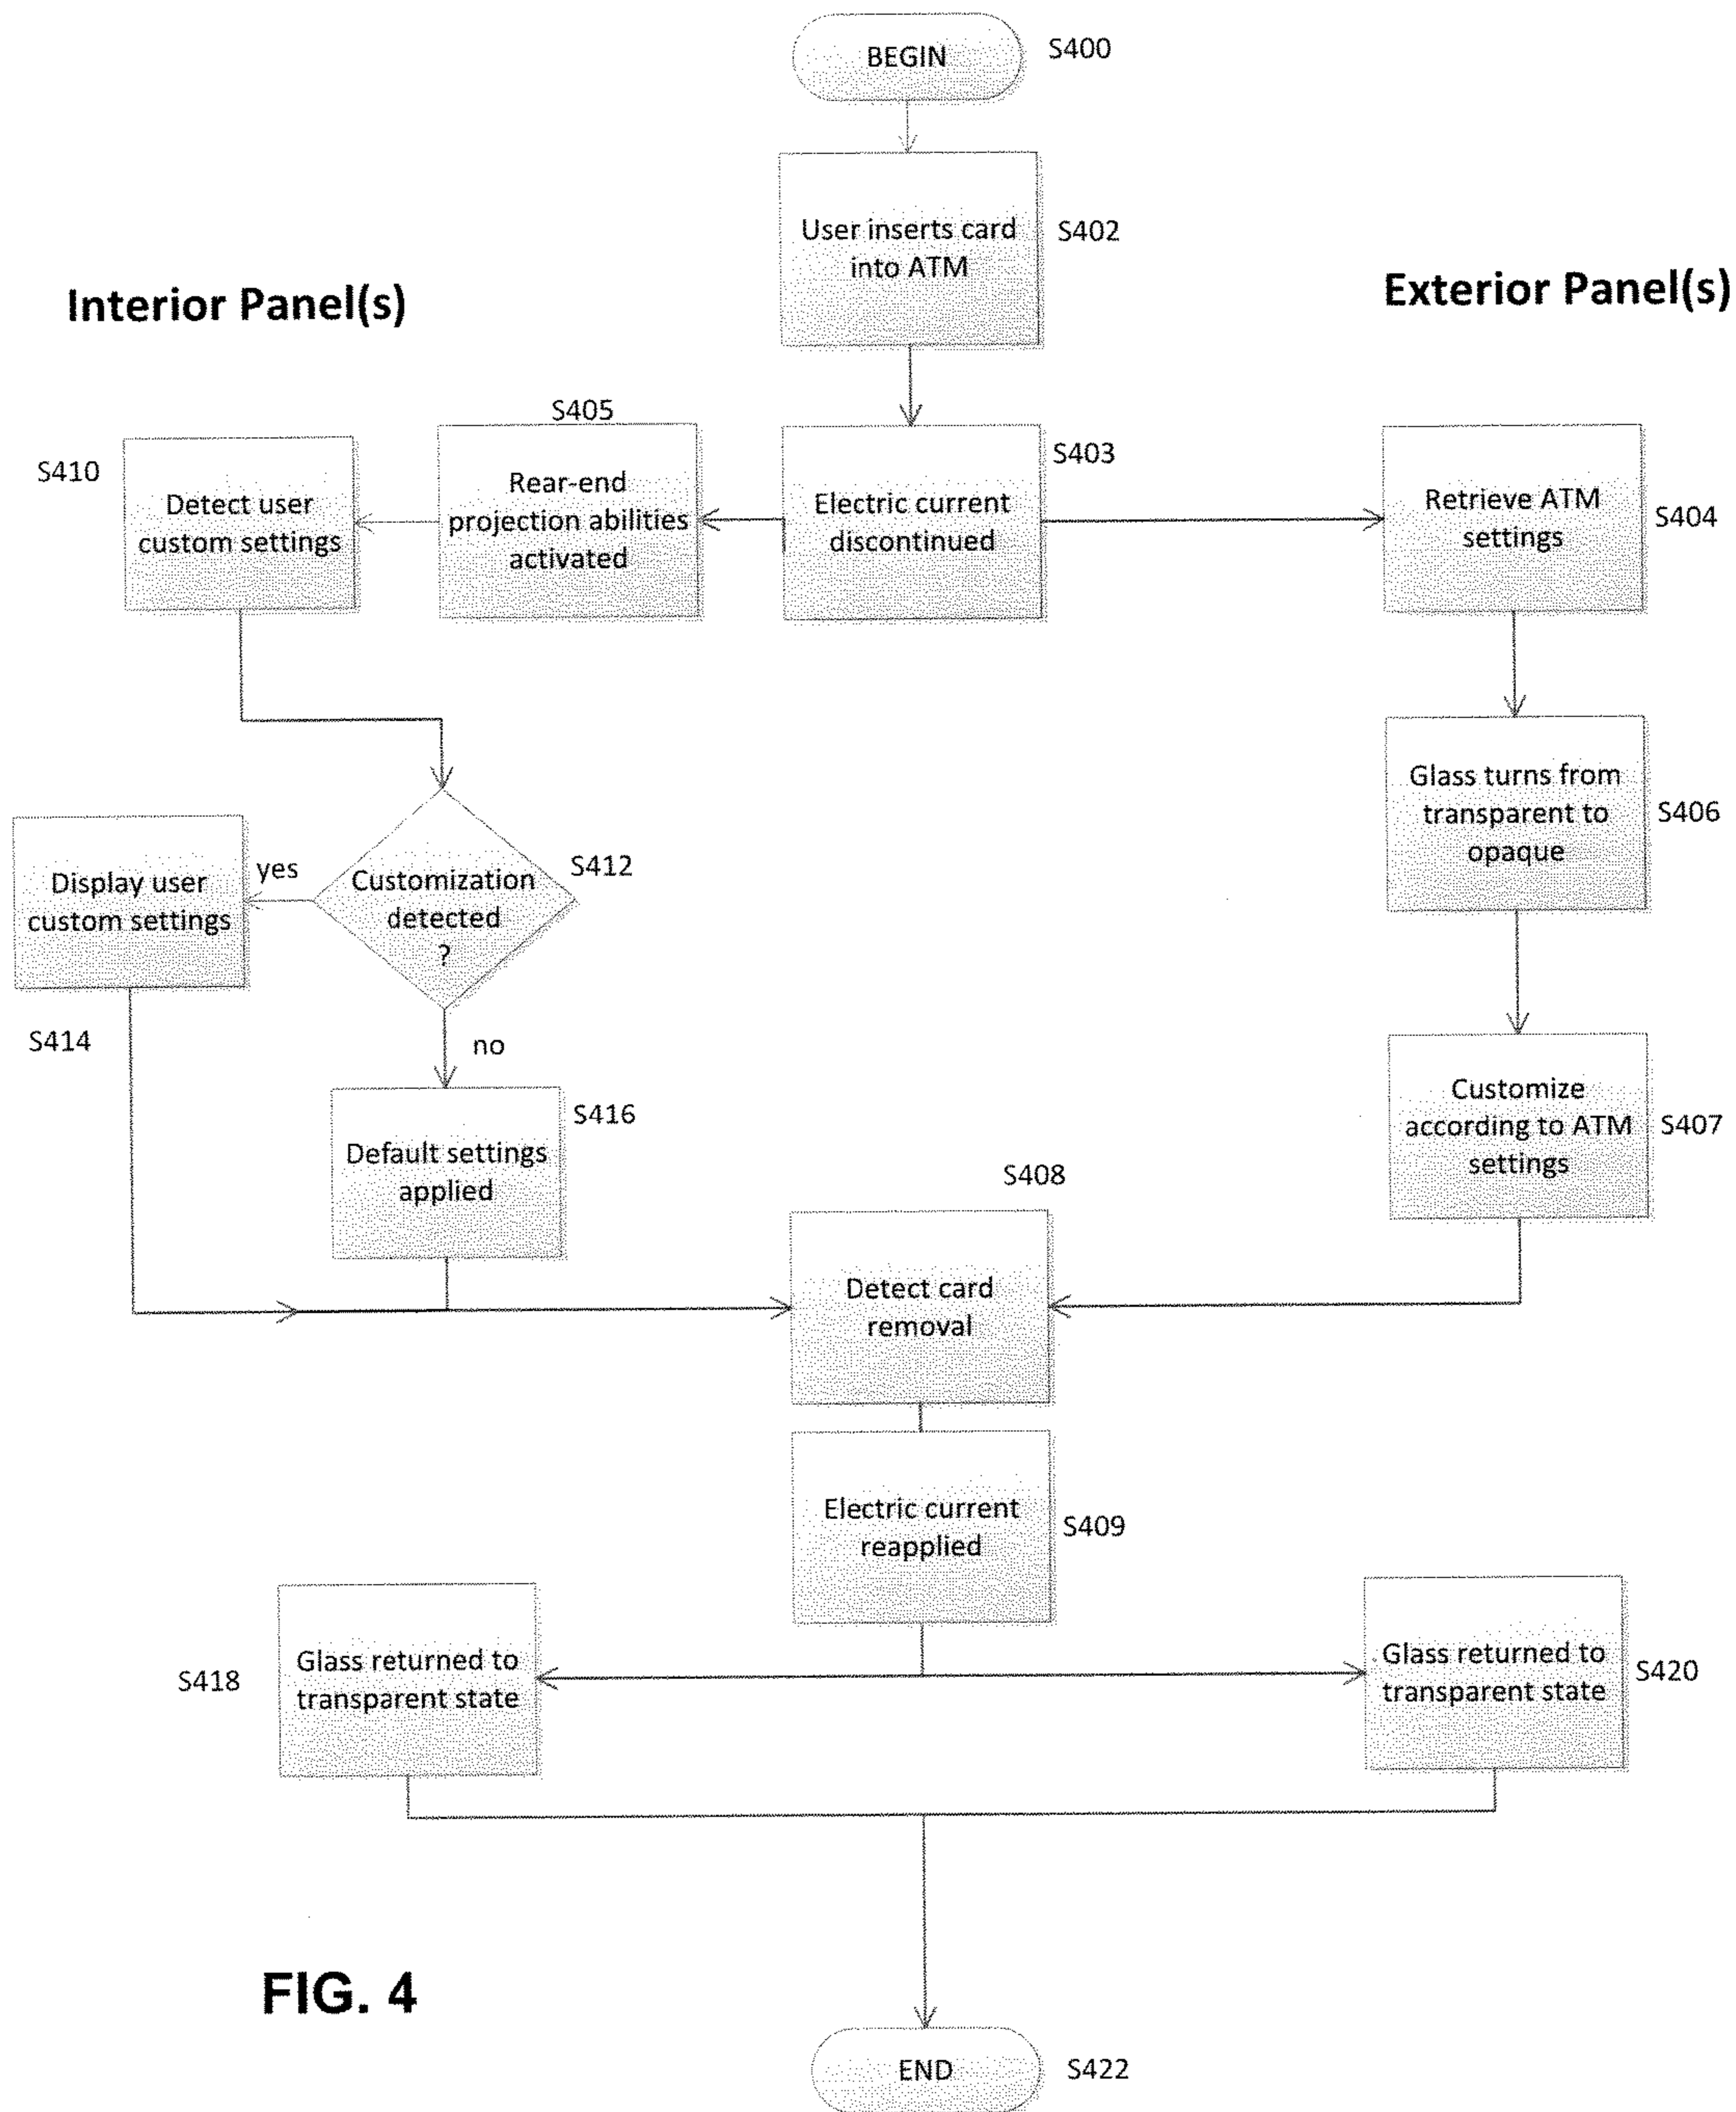 BEGIN
S400
User inserts card
into ATM
S402
Interior Panel(s)
Exterior Panel(s)
S405
S410
Detect user
custom settings
Rear-end
projection abilities
activated
S403
Electric current
discontinued
Retrieve ATM
settings
S404
Glass turns from
transparent to
opaque
S406
Display user
custom settings
yes
Customization
detected
?
S412
S414
no
Customize
according to ATM
settings
S407
Default settings
applied
S416
S408
Detect card
removal
Electric current
reapplied
S409
S418
Glass returned to
transparent state
Glass returned to
transparent state
S420
FIG. 4
END
S422